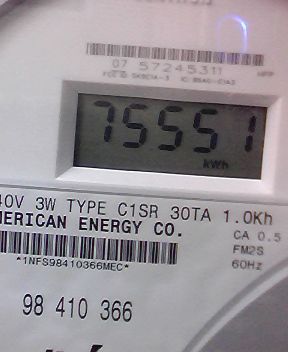 07 57245311
75551
kWh
40V 3W TYPE C1SR 30TA 1.0Kh
MERICAN ENERGY CO.
CA 0.5
FM2S
*1NFS98410366MEC*
60Hz
98 410 366